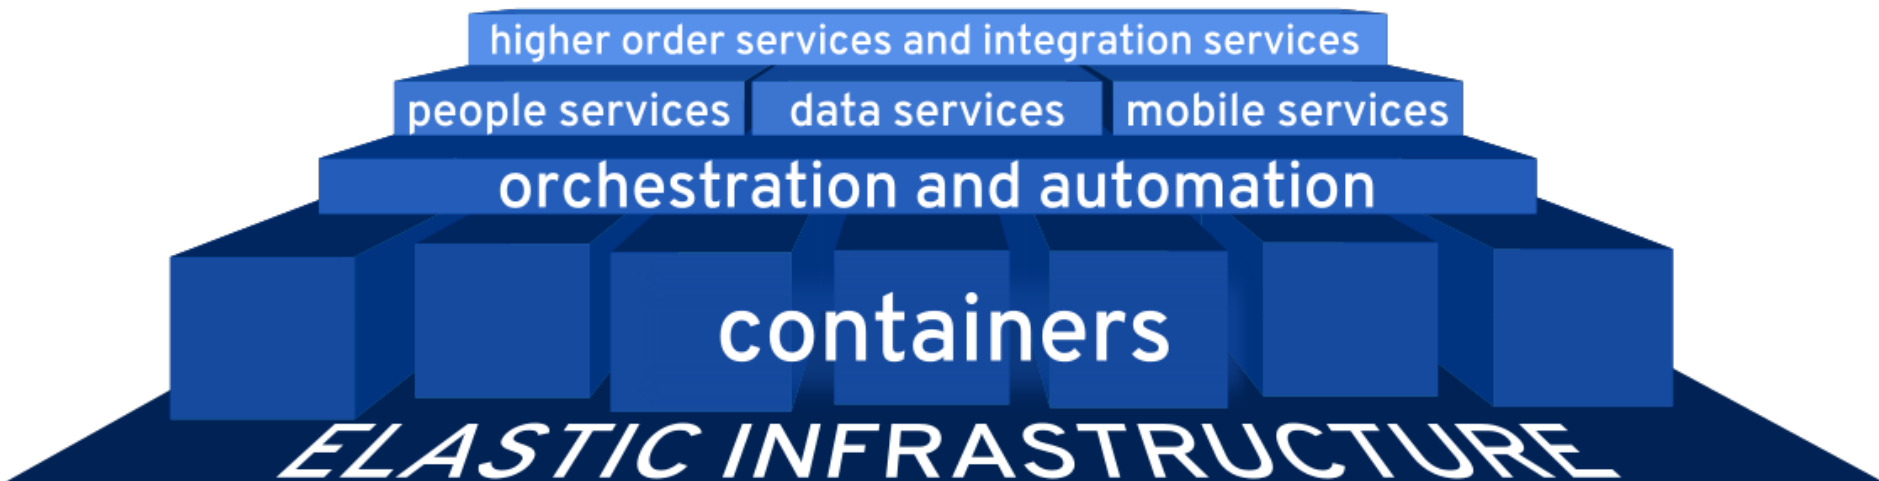 higher order services and integration services
people services data services mobile services
orchestration and automation
containers
ELASTIC INFRASTRUCTURE